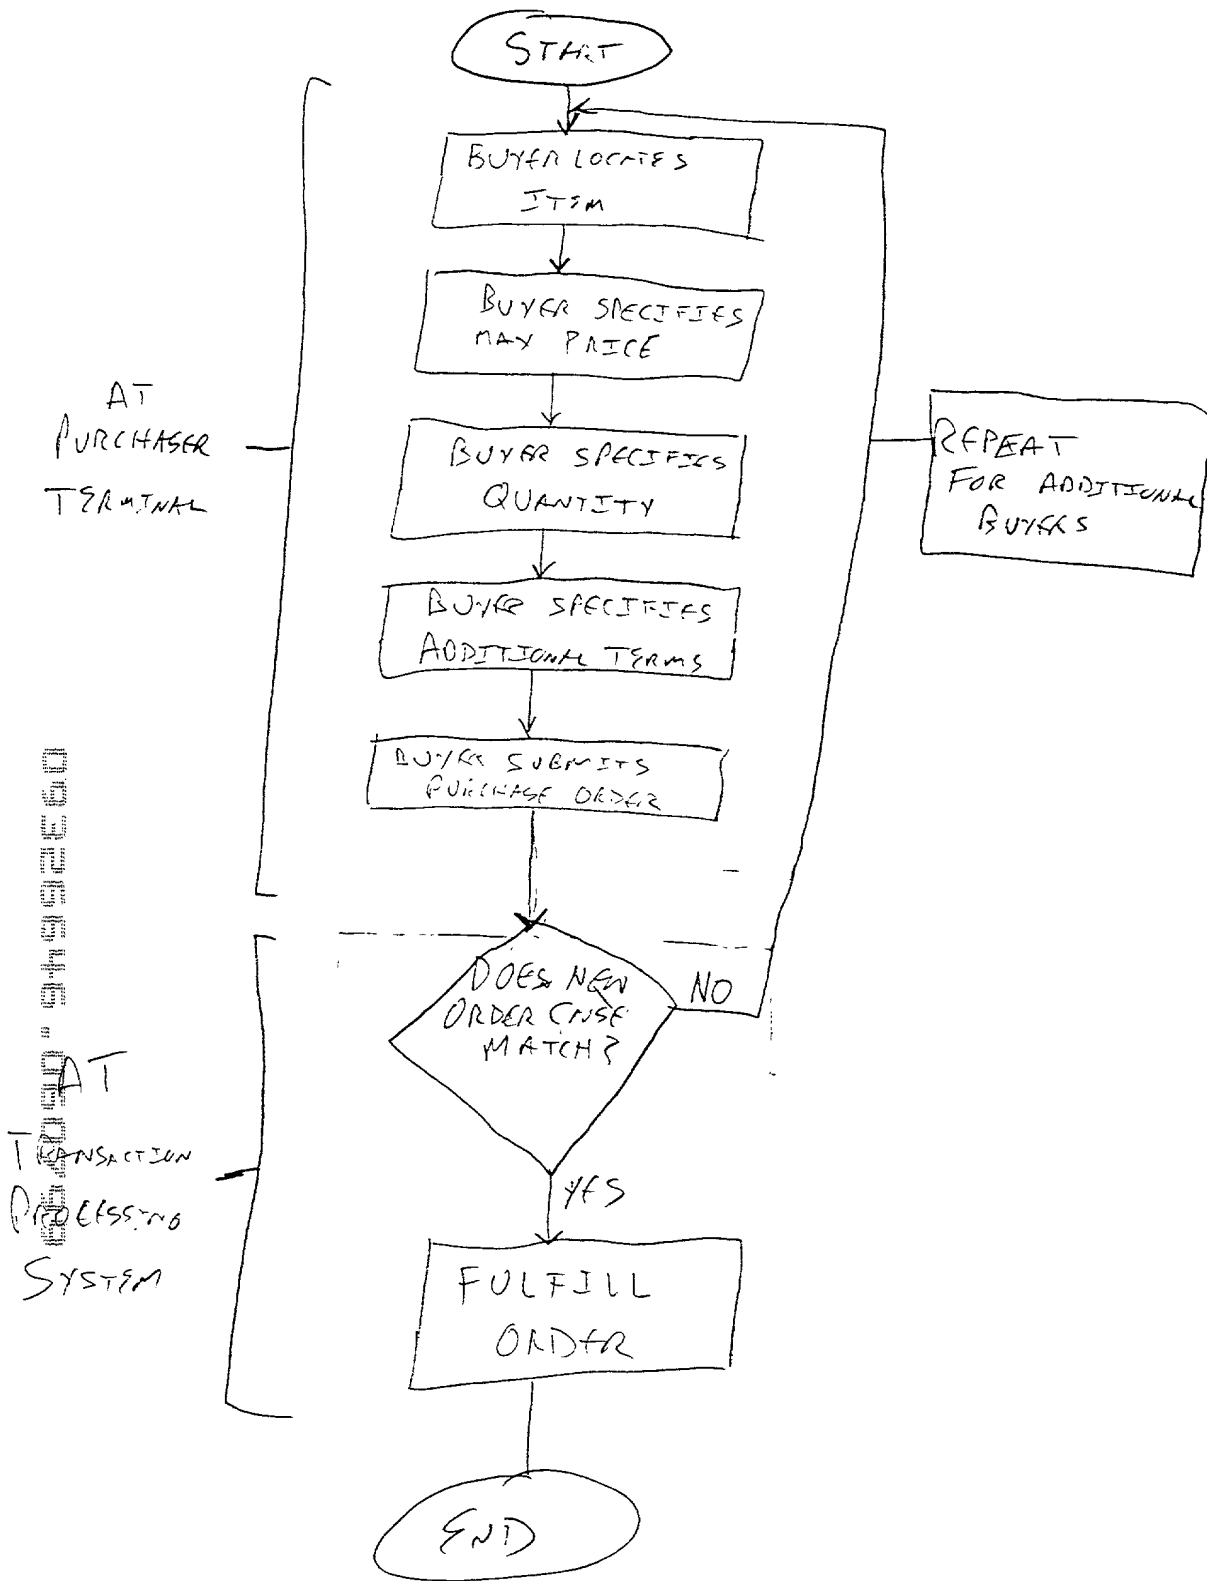 START
BUYER LOCATES
ITEM
BUYER SPECIFIES
MAX PRICE
AT
PURCHASER
TERMINAL
BUYER SPECIFIES
QUANTITY
REPEAT
FOR ADDITIONAL
BUYERS
BUYER SPECIFIES
ADDITIONAL TERMS
BUYER SUBMITS
PURCHASE ORDER
DOES NEW
ORDER CAUSE
MATCH?
NO
YES
AT
TRANSACTION
PROCESSING
SYSTEM
FULFILL
ORDER
END